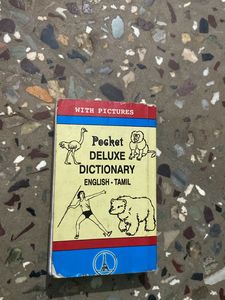 WITH PICTURES
Pocket
DELUXE
DICTIONARY
ENGLISH - TAMIL